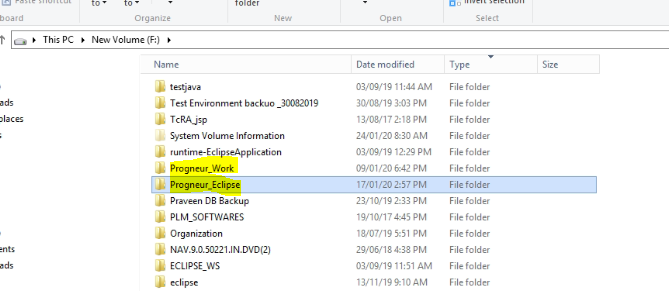 Paste shortcut
to to folder Invert selection
board Organize New Open Select
This PC New Volume (F:)
Name Date modified Type Size
testjava 03/09/19 11:44 AM File folder
ads Test Environment backuo _30082019 30/08/19 3:03 PM File folder
places TcRA_jsp 13/08/17 2:18 PM File folder
s System Volume Information 24/01/20 8:30 AM File folder
runtime-EclipseApplication 03/09/19 12:29 PM File folder
Progneur_Work 09/01/20 6:42 PM File folder
Progneur_Eclipse 17/01/20 2:57 PM File folder
Praveen DB Backup 23/10/19 2:33 PM File folder
PLM_SOFTWARES 19/10/17 4:45 PM File folder
Organization 18/07/19 5:51 PM File folder
ents NAV.9.0.50221.IN.DVD(2) 29/06/18 4:38 PM File folder
ads ECLIPSE_WS 03/09/19 11:51 AM File folder
eclipse 13/11/19 9:10 AM File folder